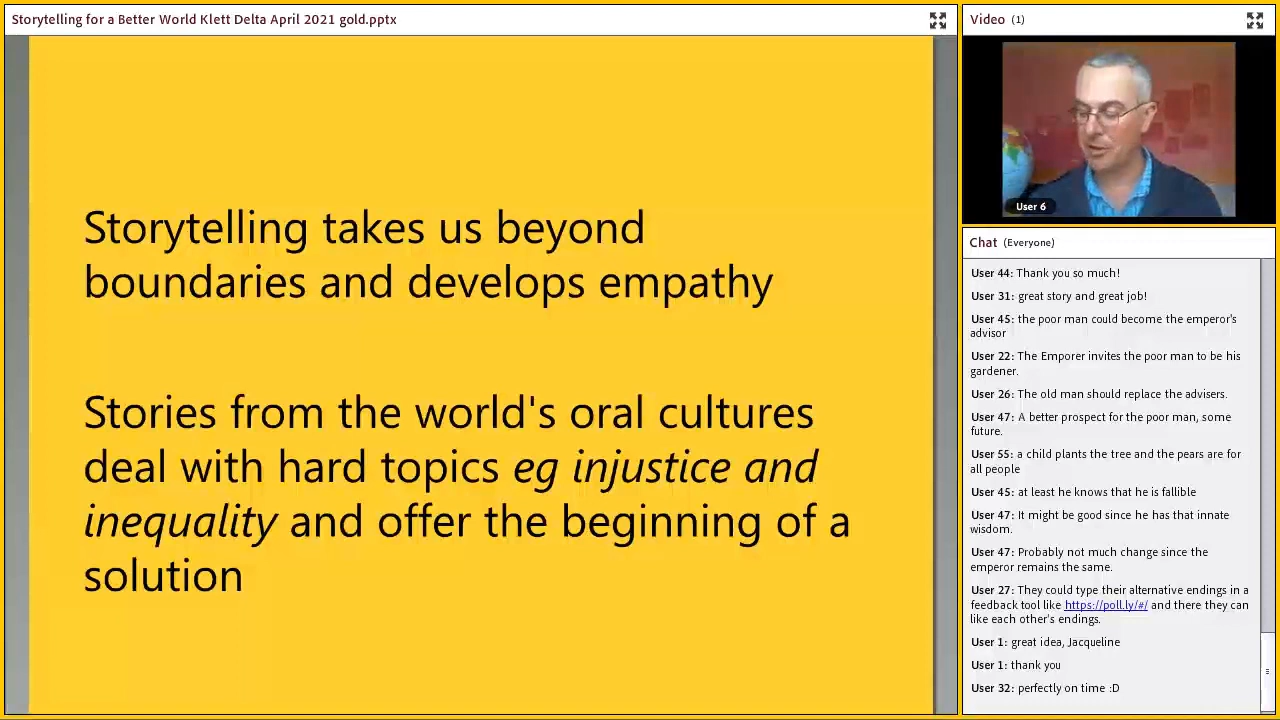 Storytelling for a Better World Klett Delta April 2021 gold.pptx
Storytelling takes us beyond
boundaries and develops empathy
Stories from the world's oral cultures
deal with hard topics eg injustice and
inequality and offer the beginning of a
solution
Video (1)
User 6
Chat (Everyone)
User 44: Thank you so much!
User 31: great story and great job!
User 45: the poor man could become the emperor's
advisor
User 22: The Emporer invites the poor man to be his
gardener.
User 26: The old man should replace the advisers.
User 47: A better prospect for the poor man, some
future.
User 55: a child plants the tree and the pears are for
all people
User 45: at least he knows that he is fallible
User 47: It might be good since he has that innate
wisdom.
User 47: Probably not much change since the
emperor remains the same.
User 27: They could type their alternative endings in a
feedback tool like https://poll.ly/#/ and there they can
like each other's endings.
User 1: great idea, Jacqueline
User 1: thank you
User 32: perfectly on time :D